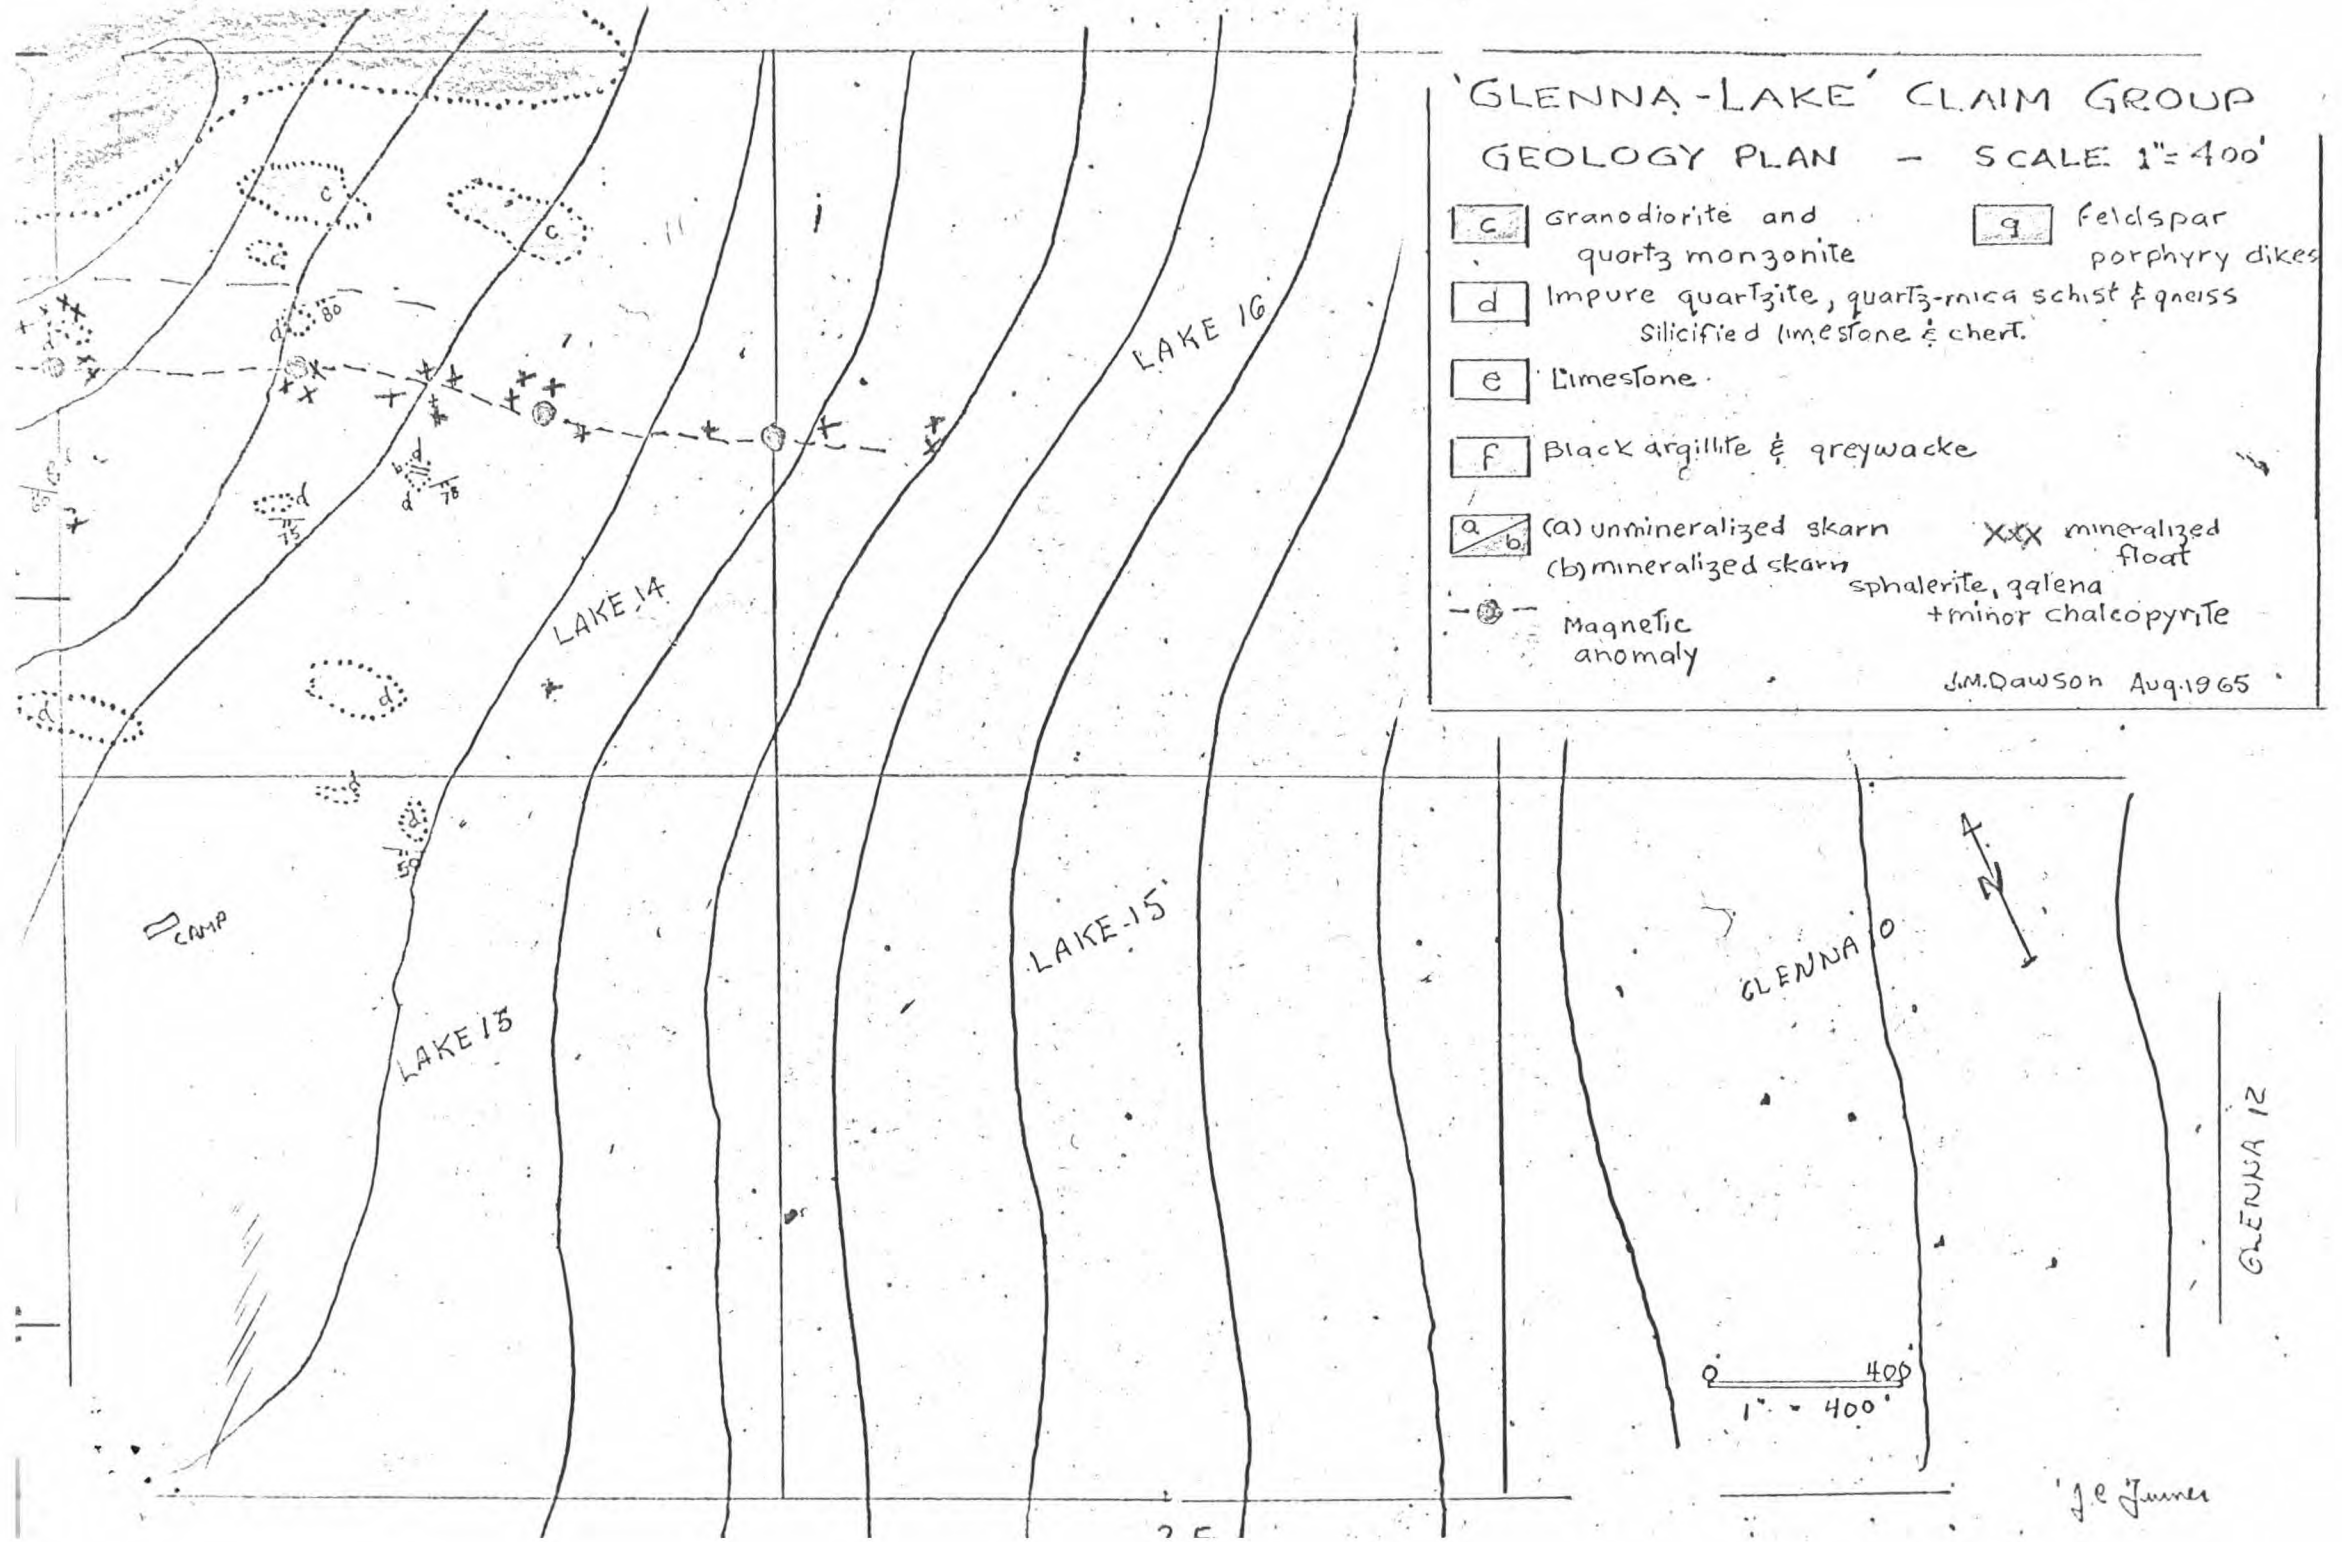 'GLENNA-LAKE' CLAIM GROUP
GEOLOGY PLAN - SCALE 1"=400'
c Granodiorite and
quartz monzonite
g Feldspar
porphyry dikes
d Impure quartzite, quartz-mica schist & gneiss
Silicified limestone & chert.
e Limestone
f Black argillite & greywacke
a b (a) unmineralized skarn
(b) mineralized skarn
XXX mineralized
float
sphalerite, galena
+ minor chalcopyrite
Magnetic
anomaly
J.M. Dawson Aug. 1965
c
c
c
d
80
d
b
d
78
d
75
LAKE 16
LAKE 14
d
d
d
50
CAMP
LAKE 15
LAKE 13
GLENNA 10
N
GLENNA 12
0 400'
1" = 400'